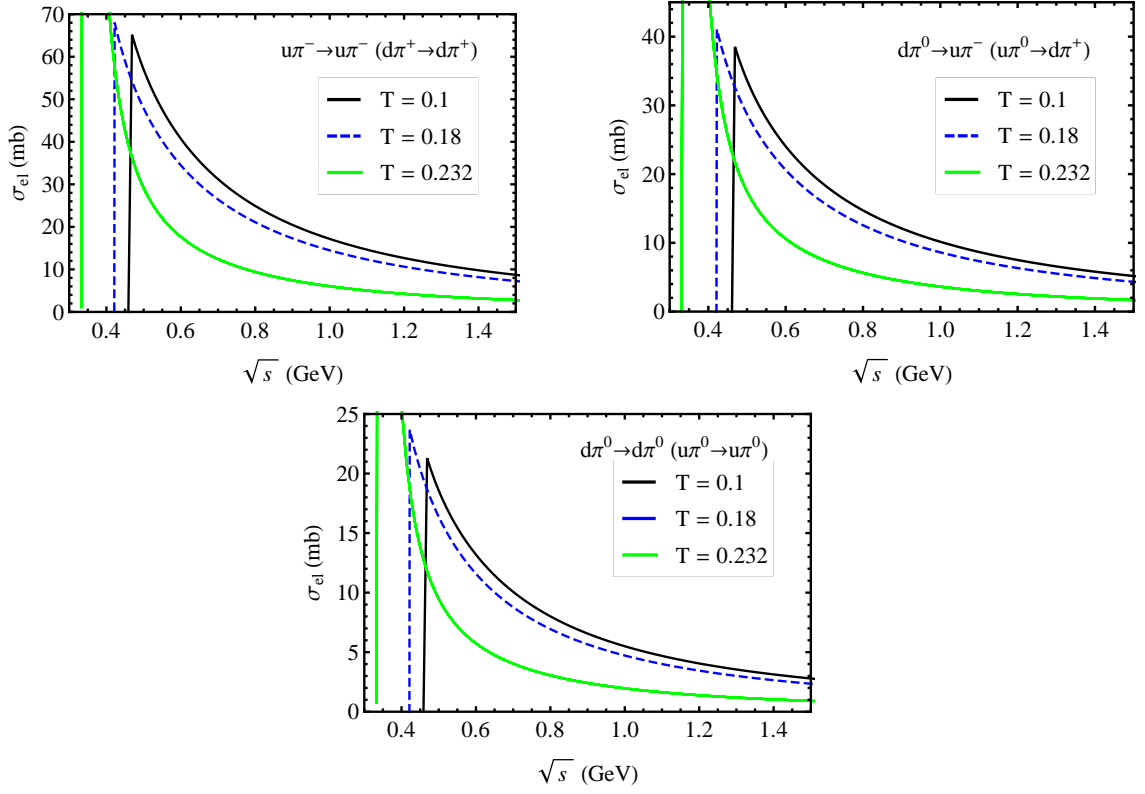 uπ⁻→uπ⁻ (dπ⁺→dπ⁺)
T = 0.1
T = 0.18
T = 0.232
σel (mb)
70
60
50
40
30
20
10
0
0.4 0.6 0.8 1.0 1.2 1.4
√s (GeV)
dπ⁰→uπ⁻ (uπ⁰→dπ⁺)
T = 0.1
T = 0.18
T = 0.232
σel (mb)
40
30
20
10
0
0.4 0.6 0.8 1.0 1.2 1.4
√s (GeV)
dπ⁰→dπ⁰ (uπ⁰→uπ⁰)
T = 0.1
T = 0.18
T = 0.232
σel (mb)
25
20
15
10
5
0
0.4 0.6 0.8 1.0 1.2 1.4
√s (GeV)